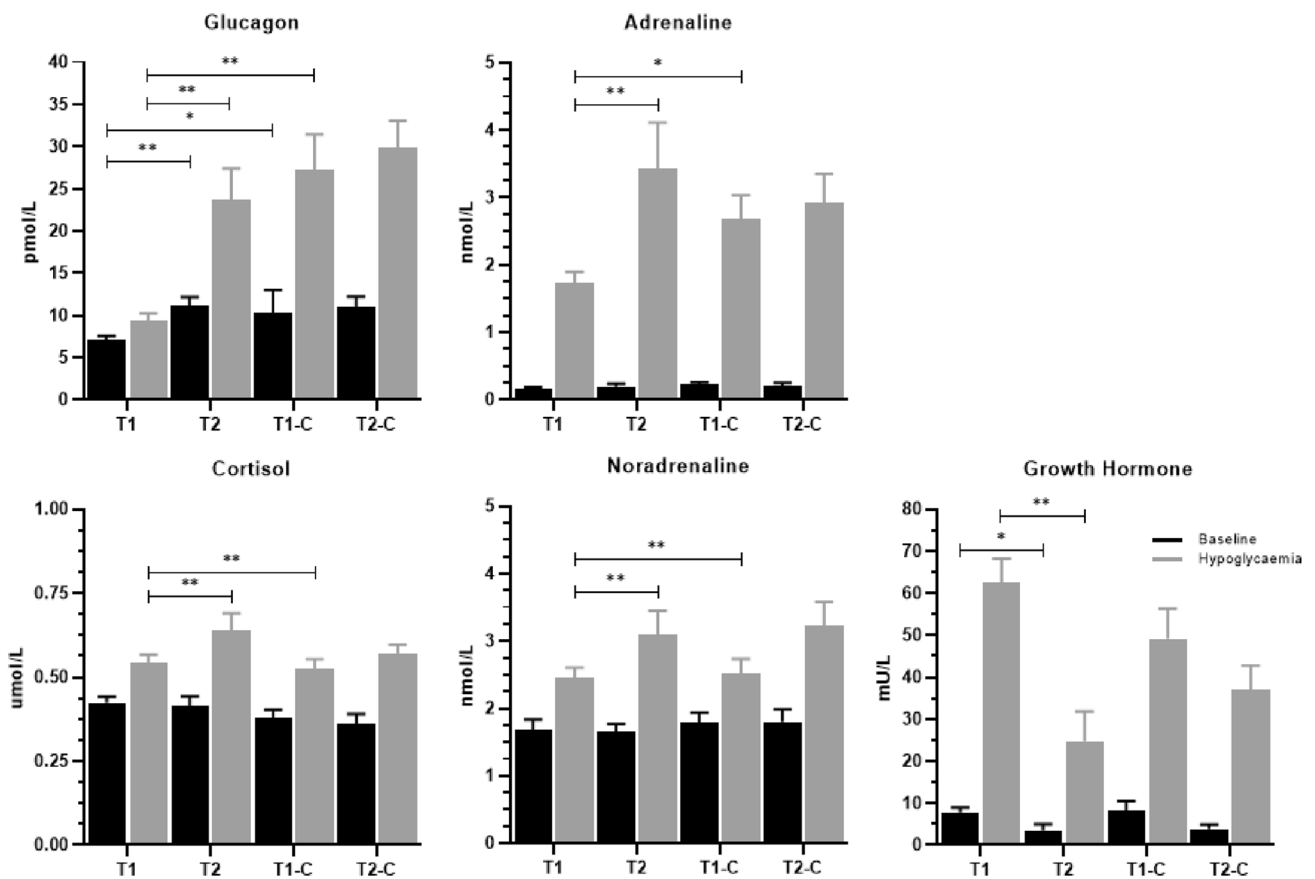 Glucagon
40
35
30
25
20
15
10
5
0
pmol/L
**
**
*
**
T1
T2
T1-C
T2-C
Adrenaline
5
4
3
2
1
0
nmol/L
*
**
T1
T2
T1-C
T2-C
Cortisol
1.00
0.75
0.50
0.25
0.00
umol/L
**
**
T1
T2
T1-C
T2-C
Noradrenaline
5
4
3
2
1
0
nmol/L
**
**
T1
T2
T1-C
T2-C
Growth Hormone
80
70
60
50
40
30
20
10
0
mU/L
**
*
Baseline
Hypoglycaemia
T1
T2
T1-C
T2-C